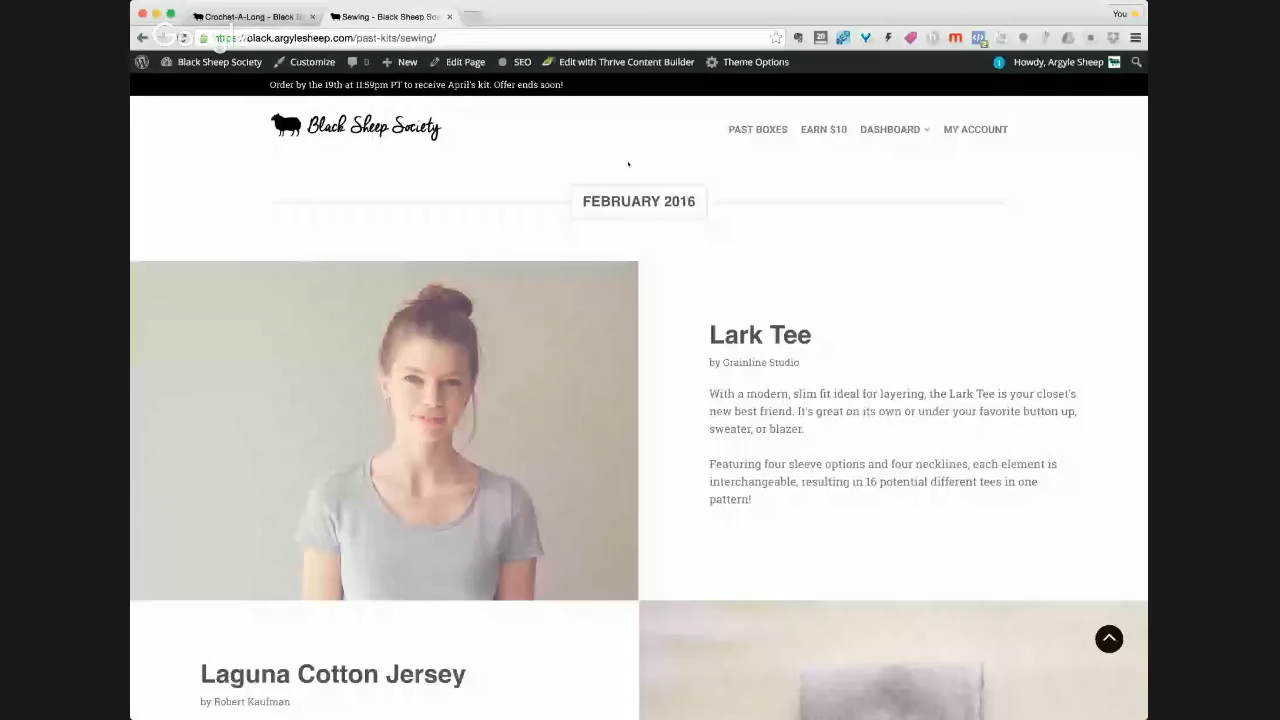 Crochet-A-Long - Black S
Sewing - Black Sheep Soc
You
https://black.argylesheep.com/past-kits/sewing/
Black Sheep Society Customize 0 New Edit Page SEO Edit with Thrive Content Builder Theme Options 1 Howdy, Argyle Sheep
Order by the 19th at 11:59pm PT to receive April's kit. Offer ends soon!
Black Sheep Society
PAST BOXES EARN $10 DASHBOARD MY ACCOUNT
FEBRUARY 2016
Lark Tee
by Grainline Studio
With a modern, slim fit ideal for layering, the Lark Tee is your closet's
new best friend. It's great on its own or under your favorite button up,
sweater, or blazer.
Featuring four sleeve options and four necklines, each element is
interchangeable, resulting in 16 potential different tees in one
pattern!
Laguna Cotton Jersey
by Robert Kaufman